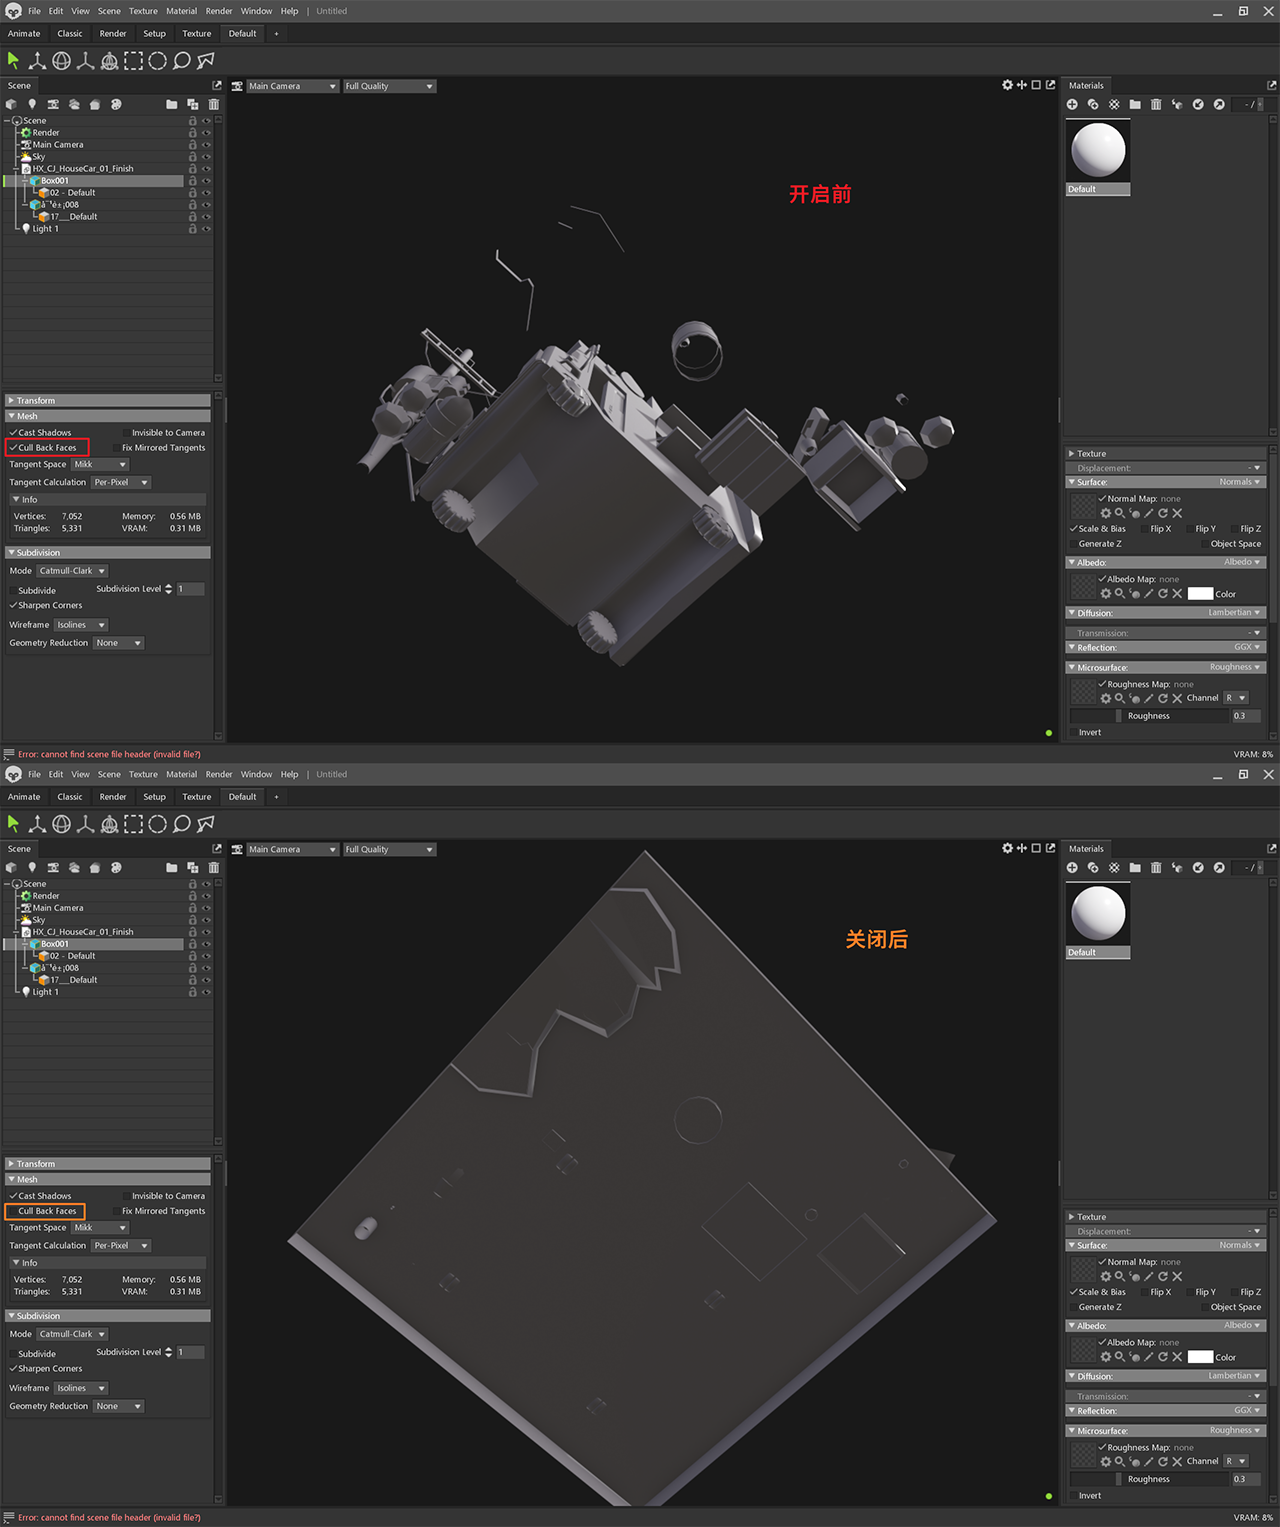 File Edit View Scene Texture Material Render Window Help | Untitled
Animate Classic Render Setup Texture Default +
Scene
Main Camera Full Quality
Materials
- /
Scene
Render
Main Camera
Sky
HX_CJ_HouseCar_01_Finish
Box001
02 - Default
å¯¹è±¡008
17__Default
Light 1
开启前
Default
Transform
Mesh
Cast Shadows Invisible to Camera
Cull Back Faces Fix Mirrored Tangents
Tangent Space Mikk
Tangent Calculation Per-Pixel
Info
Vertices: 7,052 Memory: 0.56 MB
Triangles: 5,331 VRAM: 0.31 MB
Subdivision
Mode Catmull-Clark
Subdivide Subdivision Level 1
Sharpen Corners
Wireframe Isolines
Geometry Reduction None
Texture
Displacement: -
Surface: Normals
Normal Map: none
Scale & Bias Flip X Flip Y Flip Z
Generate Z Object Space
Albedo: Albedo
Albedo Map: none
Color
Diffusion: Lambertian
Transmission: -
Reflection: GGX
Microsurface: Roughness
Roughness Map: none
Channel R
Roughness 0.3
Invert
Error: cannot find scene file header (invalid file?) VRAM: 8%
File Edit View Scene Texture Material Render Window Help | Untitled
Animate Classic Render Setup Texture Default +
Scene
Main Camera Full Quality
Materials
- /
Scene
Render
Main Camera
Sky
HX_CJ_HouseCar_01_Finish
Box001
02 - Default
å¯¹è±¡008
17__Default
Light 1
关闭后
Default
Transform
Mesh
Cast Shadows Invisible to Camera
Cull Back Faces Fix Mirrored Tangents
Tangent Space Mikk
Tangent Calculation Per-Pixel
Info
Vertices: 7,052 Memory: 0.56 MB
Triangles: 5,331 VRAM: 0.31 MB
Subdivision
Mode Catmull-Clark
Subdivide Subdivision Level 1
Sharpen Corners
Wireframe Isolines
Geometry Reduction None
Texture
Displacement: -
Surface: Normals
Normal Map: none
Scale & Bias Flip X Flip Y Flip Z
Generate Z Object Space
Albedo: Albedo
Albedo Map: none
Color
Diffusion: Lambertian
Transmission: -
Reflection: GGX
Microsurface: Roughness
Roughness Map: none
Channel R
Roughness 0.3
Invert
Error: cannot find scene file header (invalid file?) VRAM: 8%